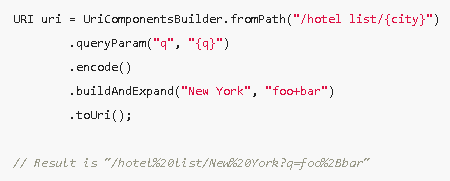 URI uri = UriComponentsBuilder.fromPath("/hotel list/{city}")
.queryParam("q", "{q}")
.encode()
.buildAndExpand("New York", "foo+bar")
.toUri();
// Result is "/hotel%20list/New%20York?q=foo%2Bbar"